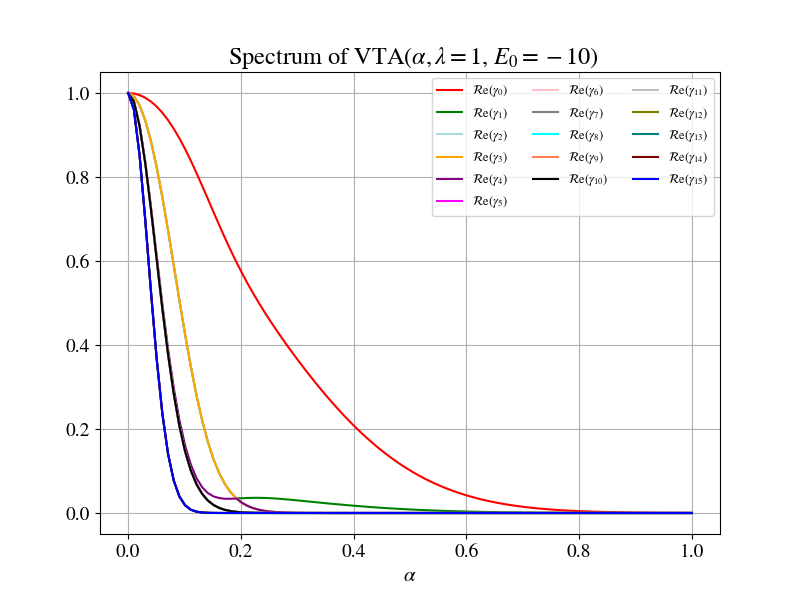 Spectrum of VTA(α, λ = 1, E₀ = −10)
1.0
0.8
0.6
0.4
0.2
0.0
0.0 0.2 0.4 0.6 0.8 1.0
α
ℛe(γ₀)
ℛe(γ₁)
ℛe(γ₂)
ℛe(γ₃)
ℛe(γ₄)
ℛe(γ₅)
ℛe(γ₆)
ℛe(γ₇)
ℛe(γ₈)
ℛe(γ₉)
ℛe(γ₁₀)
ℛe(γ₁₁)
ℛe(γ₁₂)
ℛe(γ₁₃)
ℛe(γ₁₄)
ℛe(γ₁₅)